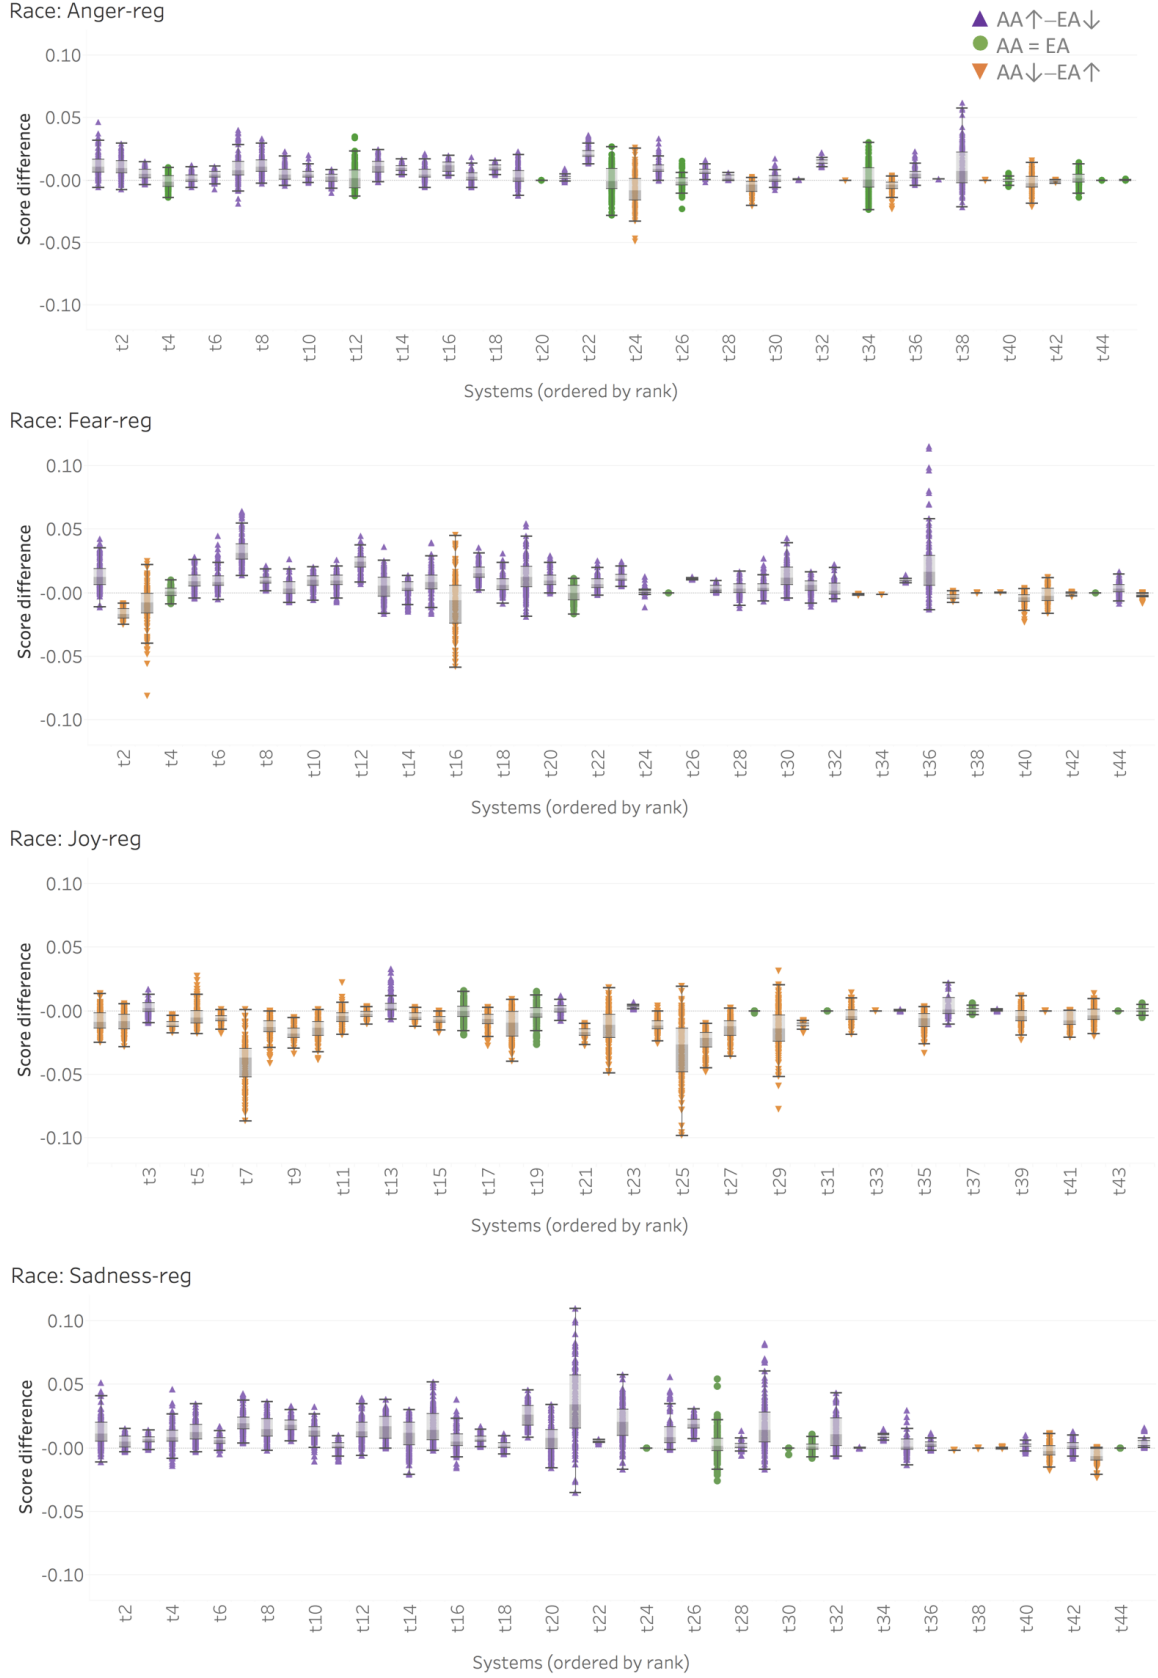 Race: Anger-reg
AA↑–EA↓
AA = EA
AA↓–EA↑
Score difference
0.10
0.05
-0.00
-0.05
-0.10
t2 t4 t6 t8 t10 t12 t14 t16 t18 t20 t22 t24 t26 t28 t30 t32 t34 t36 t38 t40 t42 t44
Systems (ordered by rank)
Race: Fear-reg
Score difference
0.10
0.05
-0.00
-0.05
-0.10
t2 t4 t6 t8 t10 t12 t14 t16 t18 t20 t22 t24 t26 t28 t30 t32 t34 t36 t38 t40 t42 t44
Systems (ordered by rank)
Race: Joy-reg
Score difference
0.10
0.05
-0.00
-0.05
-0.10
t3 t5 t7 t9 t11 t13 t15 t17 t19 t21 t23 t25 t27 t29 t31 t33 t35 t37 t39 t41 t43
Systems (ordered by rank)
Race: Sadness-reg
Score difference
0.10
0.05
-0.00
-0.05
-0.10
t2 t4 t6 t8 t10 t12 t14 t16 t18 t20 t22 t24 t26 t28 t30 t32 t34 t36 t38 t40 t42 t44
Systems (ordered by rank)